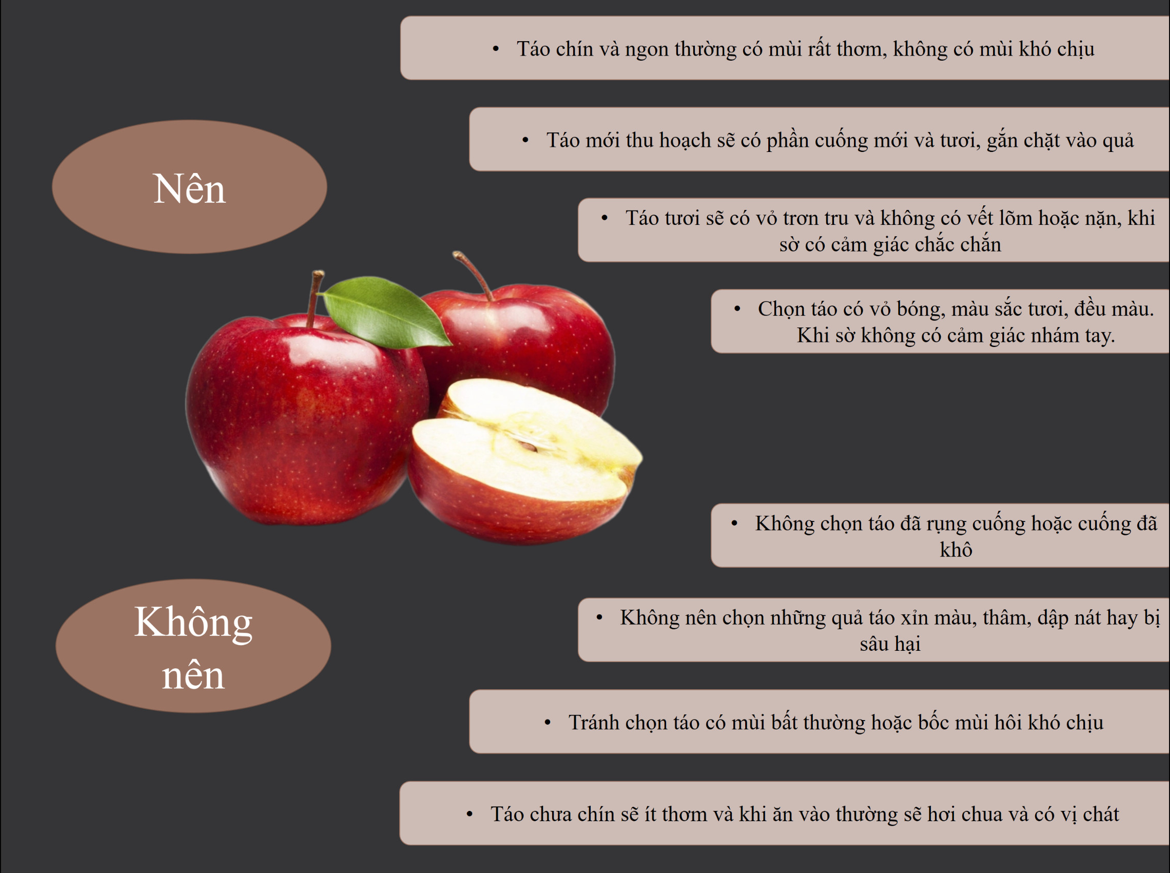 Nên
• Táo chín và ngon thường có mùi rất thơm, không có mùi khó chịu
• Táo mới thu hoạch sẽ có phần cuống mới và tươi, gắn chặt vào quả
• Táo tươi sẽ có vỏ trơn tru và không có vết lõm hoặc nặn, khi
sờ có cảm giác chắc chắn
• Chọn táo có vỏ bóng, màu sắc tươi, đều màu.
Khi sờ không có cảm giác nhám tay.
Không
nên
• Không chọn táo đã rụng cuống hoặc cuống đã
khô
• Không nên chọn những quả táo xỉn màu, thâm, dập nát hay bị
sâu hại
• Tránh chọn táo có mùi bất thường hoặc bốc mùi hôi khó chịu
• Táo chưa chín sẽ ít thơm và khi ăn vào thường sẽ hơi chua và có vị chát